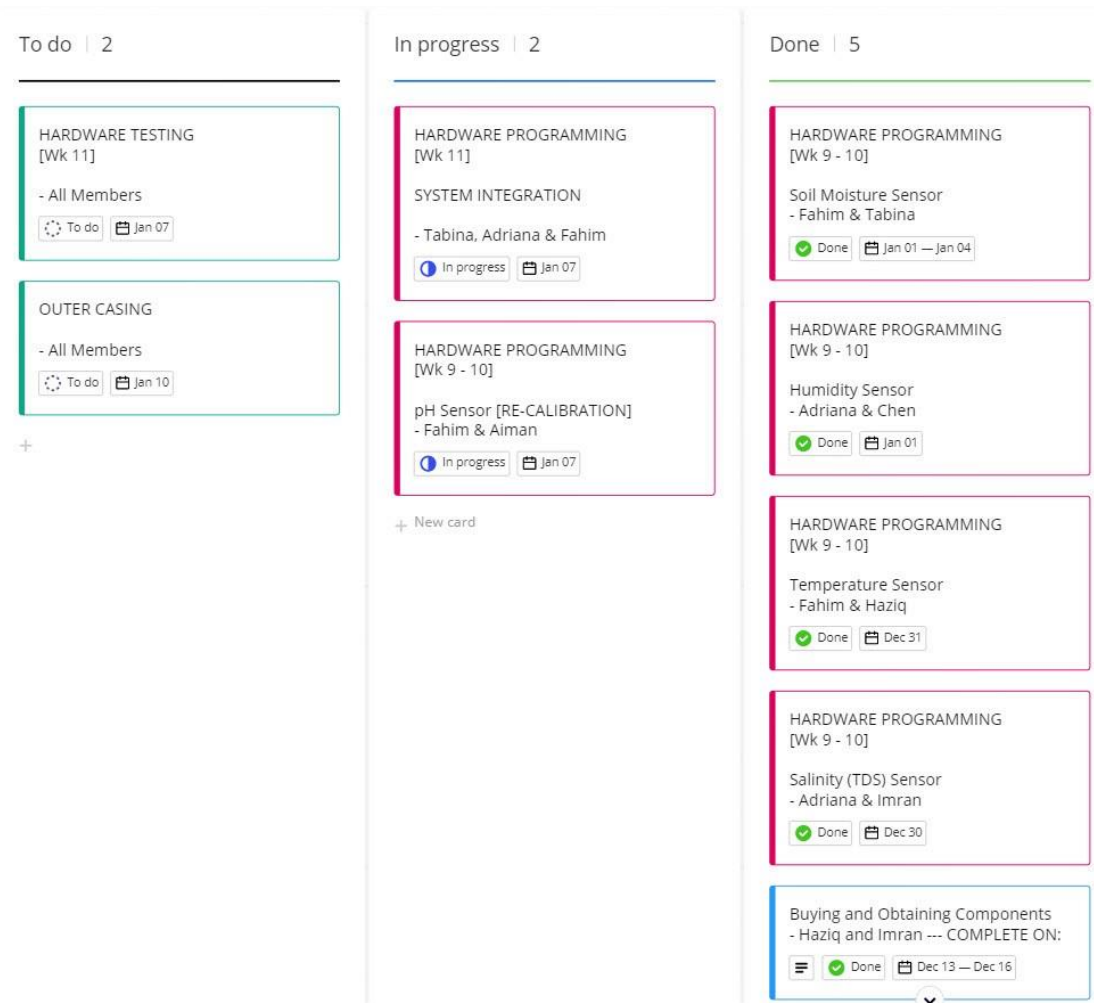 To do | 2
HARDWARE TESTING
[Wk 11]
- All Members
To do Jan 07
OUTER CASING
- All Members
To do Jan 10
+
In progress | 2
HARDWARE PROGRAMMING
[Wk 11]
SYSTEM INTEGRATION
- Tabina, Adriana & Fahim
In progress Jan 07
HARDWARE PROGRAMMING
[Wk 9 - 10]
pH Sensor [RE-CALIBRATION]
- Fahim & Aiman
In progress Jan 07
+ New card
Done | 5
HARDWARE PROGRAMMING
[Wk 9 - 10]
Soil Moisture Sensor
- Fahim & Tabina
Done Jan 01 — Jan 04
HARDWARE PROGRAMMING
[Wk 9 - 10]
Humidity Sensor
- Adriana & Chen
Done Jan 01
HARDWARE PROGRAMMING
[Wk 9 - 10]
Temperature Sensor
- Fahim & Haziq
Done Dec 31
HARDWARE PROGRAMMING
[Wk 9 - 10]
Salinity (TDS) Sensor
- Adriana & Imran
Done Dec 30
Buying and Obtaining Components
- Haziq and Imran --- COMPLETE ON:
Done Dec 13 — Dec 16